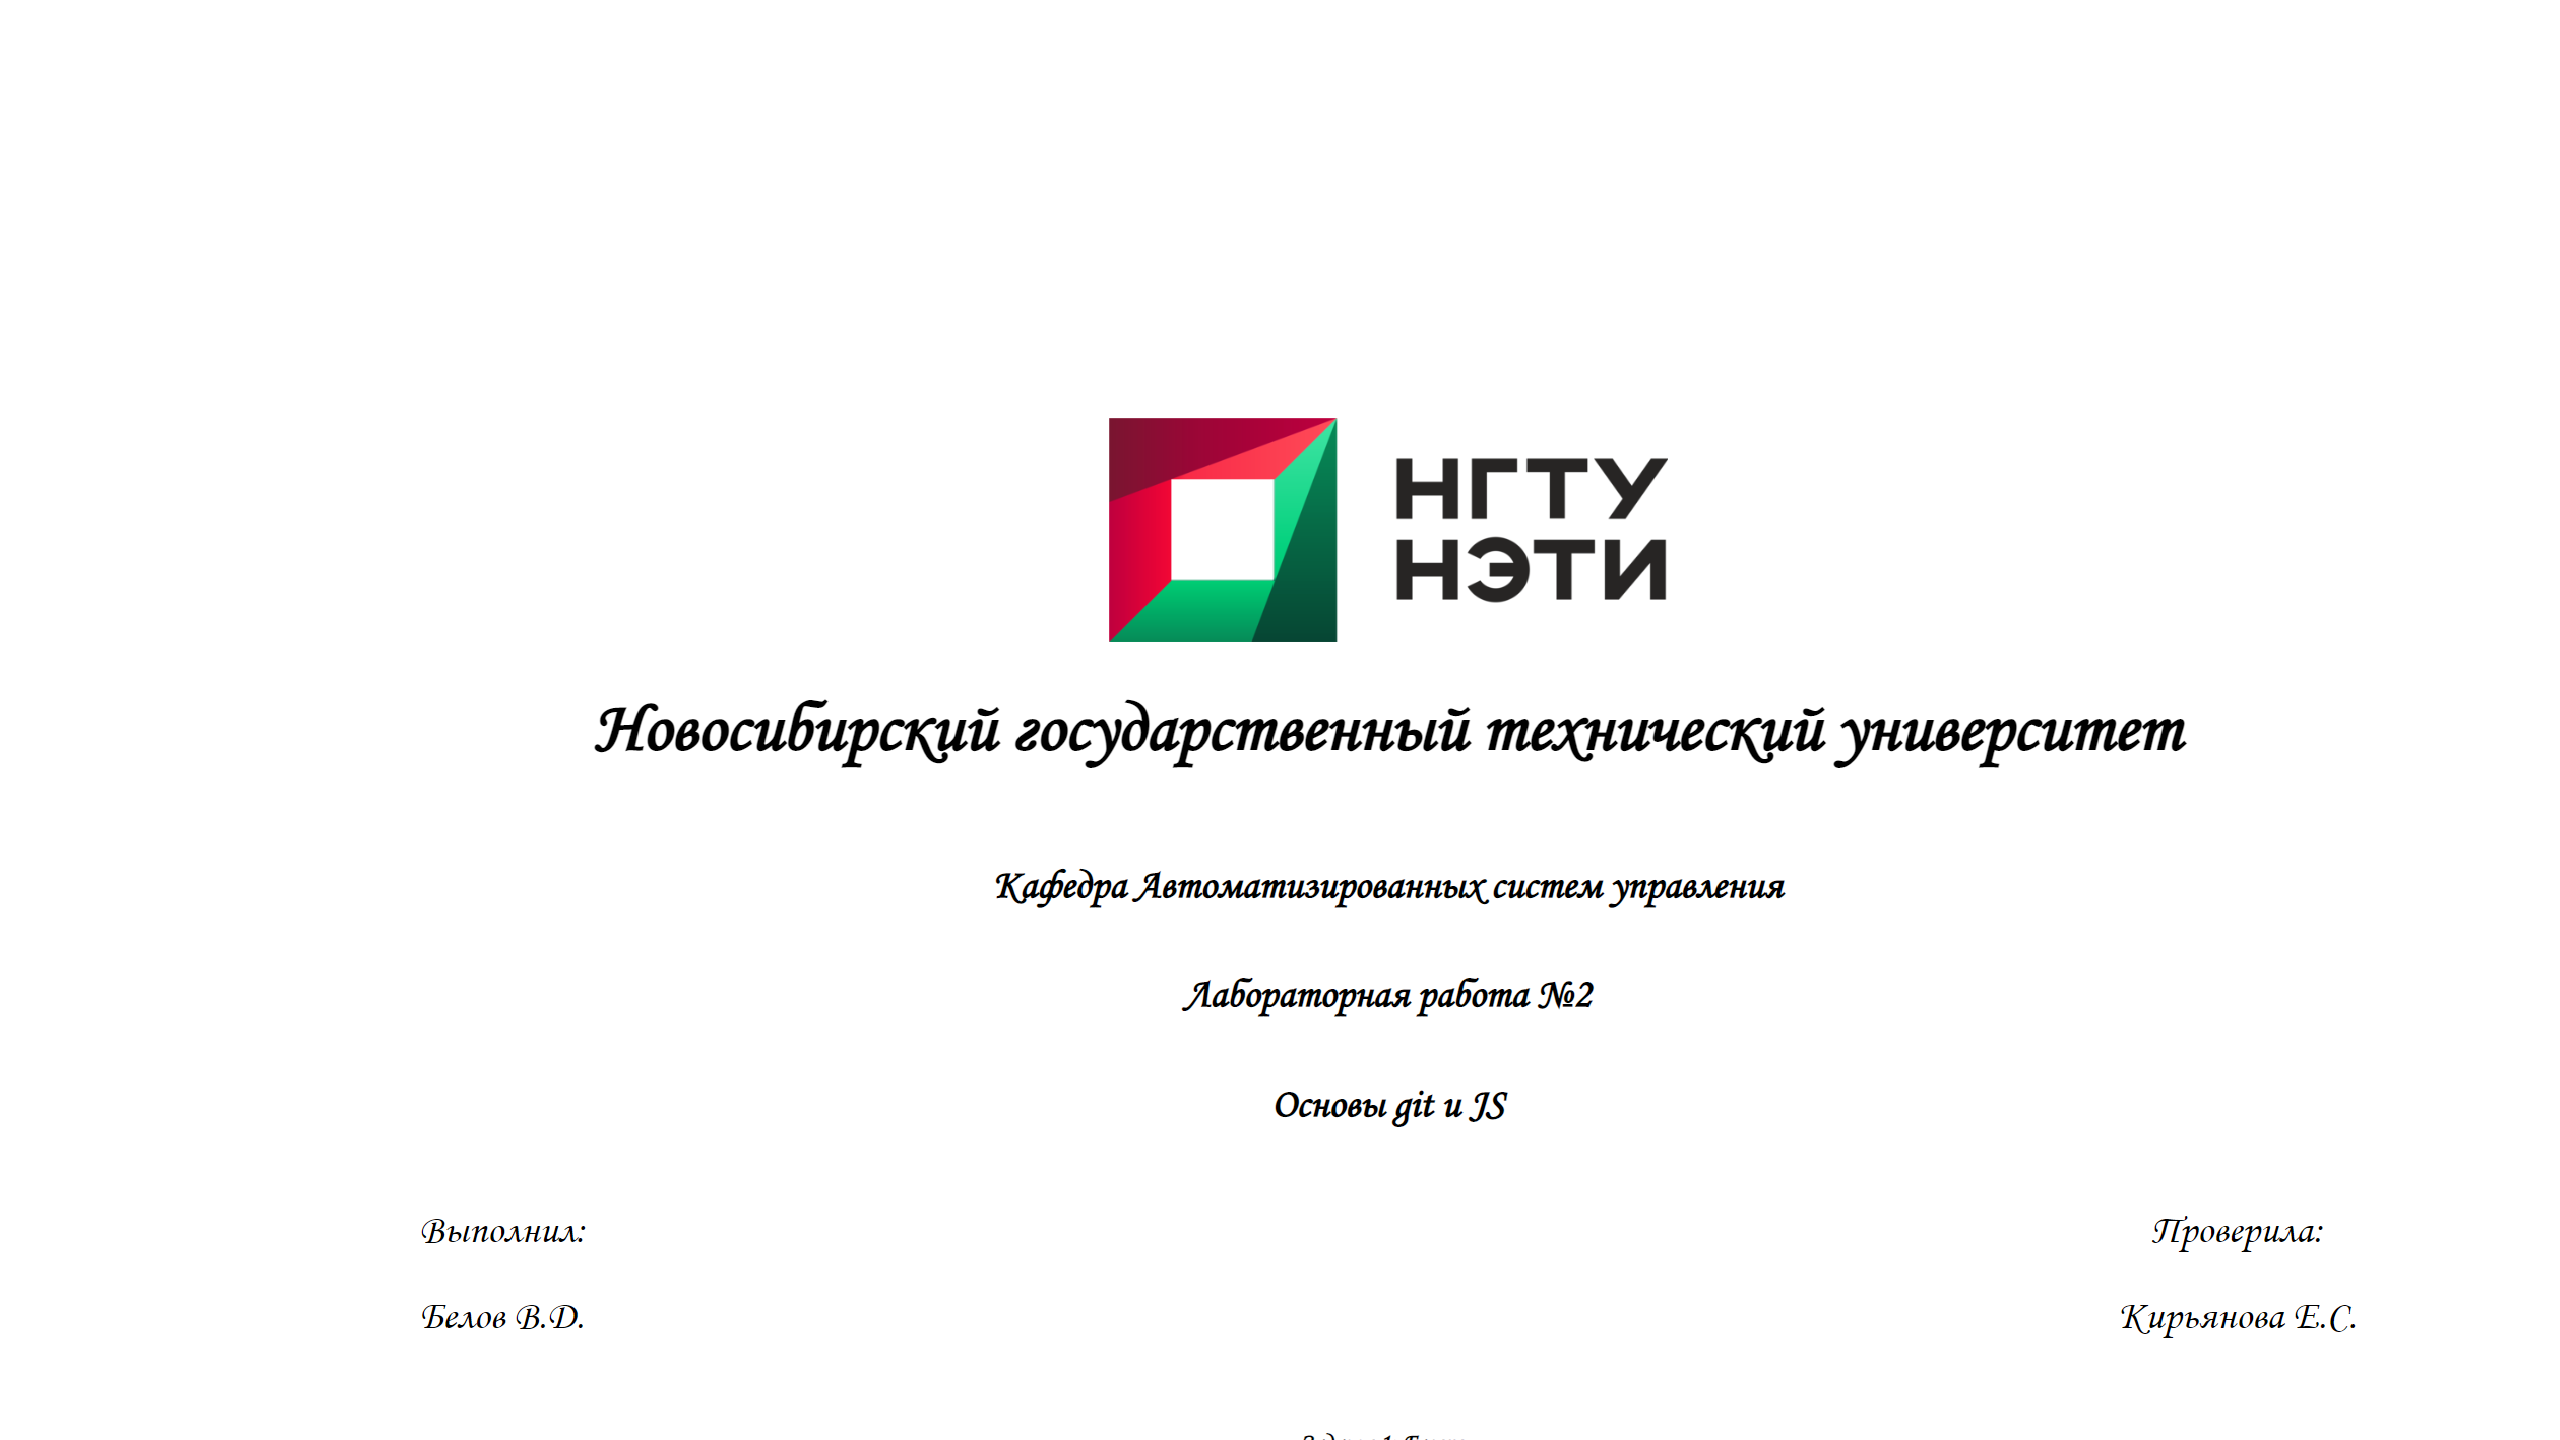 НГТУ
НЭТИ
Новосибирский государственный технический университет
Кафедра Автоматизированных систем управления
Лабораторная работа №2
Основы git и JS
Выполнил:
Проверила:
Белов В.D.
Кирьянова Е.С.